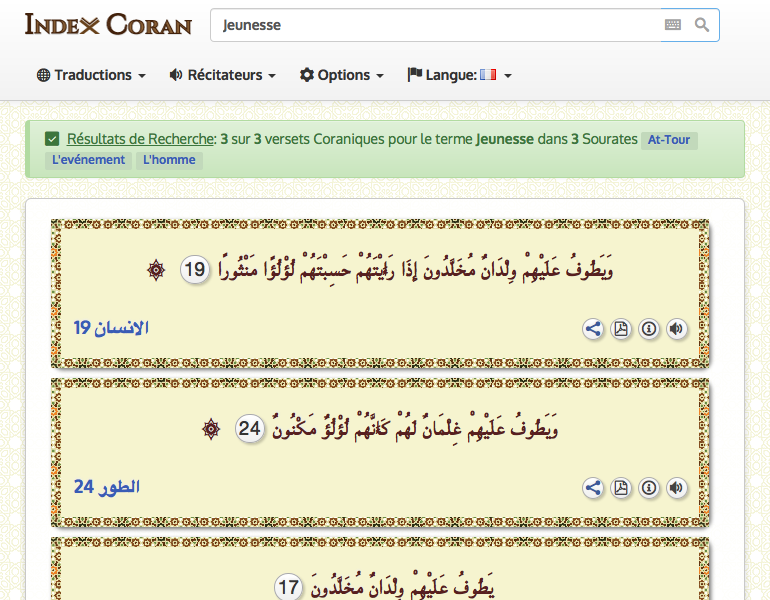 INDEX CORAN
Jeunesse
Traductions
Récitateurs
Options
Langue:
Résultats de Recherche: 3 sur 3 versets Coraniques pour le terme Jeunesse dans 3 Sourates At-Tour
L'evénement L'homme
وَيَطُوفُ عَلَيْهِمْ وِلْدَانٌ مُخَلَّدُونَ إِذَا رَأَيْتَهُمْ حَسِبْتَهُمْ لُؤْلُؤًا مَنْثُورًا 19
الانسان 19
وَيَطُوفُ عَلَيْهِمْ غِلْمَانٌ لَهُمْ كَأَنَّهُمْ لُؤْلُؤٌ مَكْنُونٌ 24
الطور 24
يَطُوفُ عَلَيْهِمْ وِلْدَانٌ مُخَلَّدُونَ 17